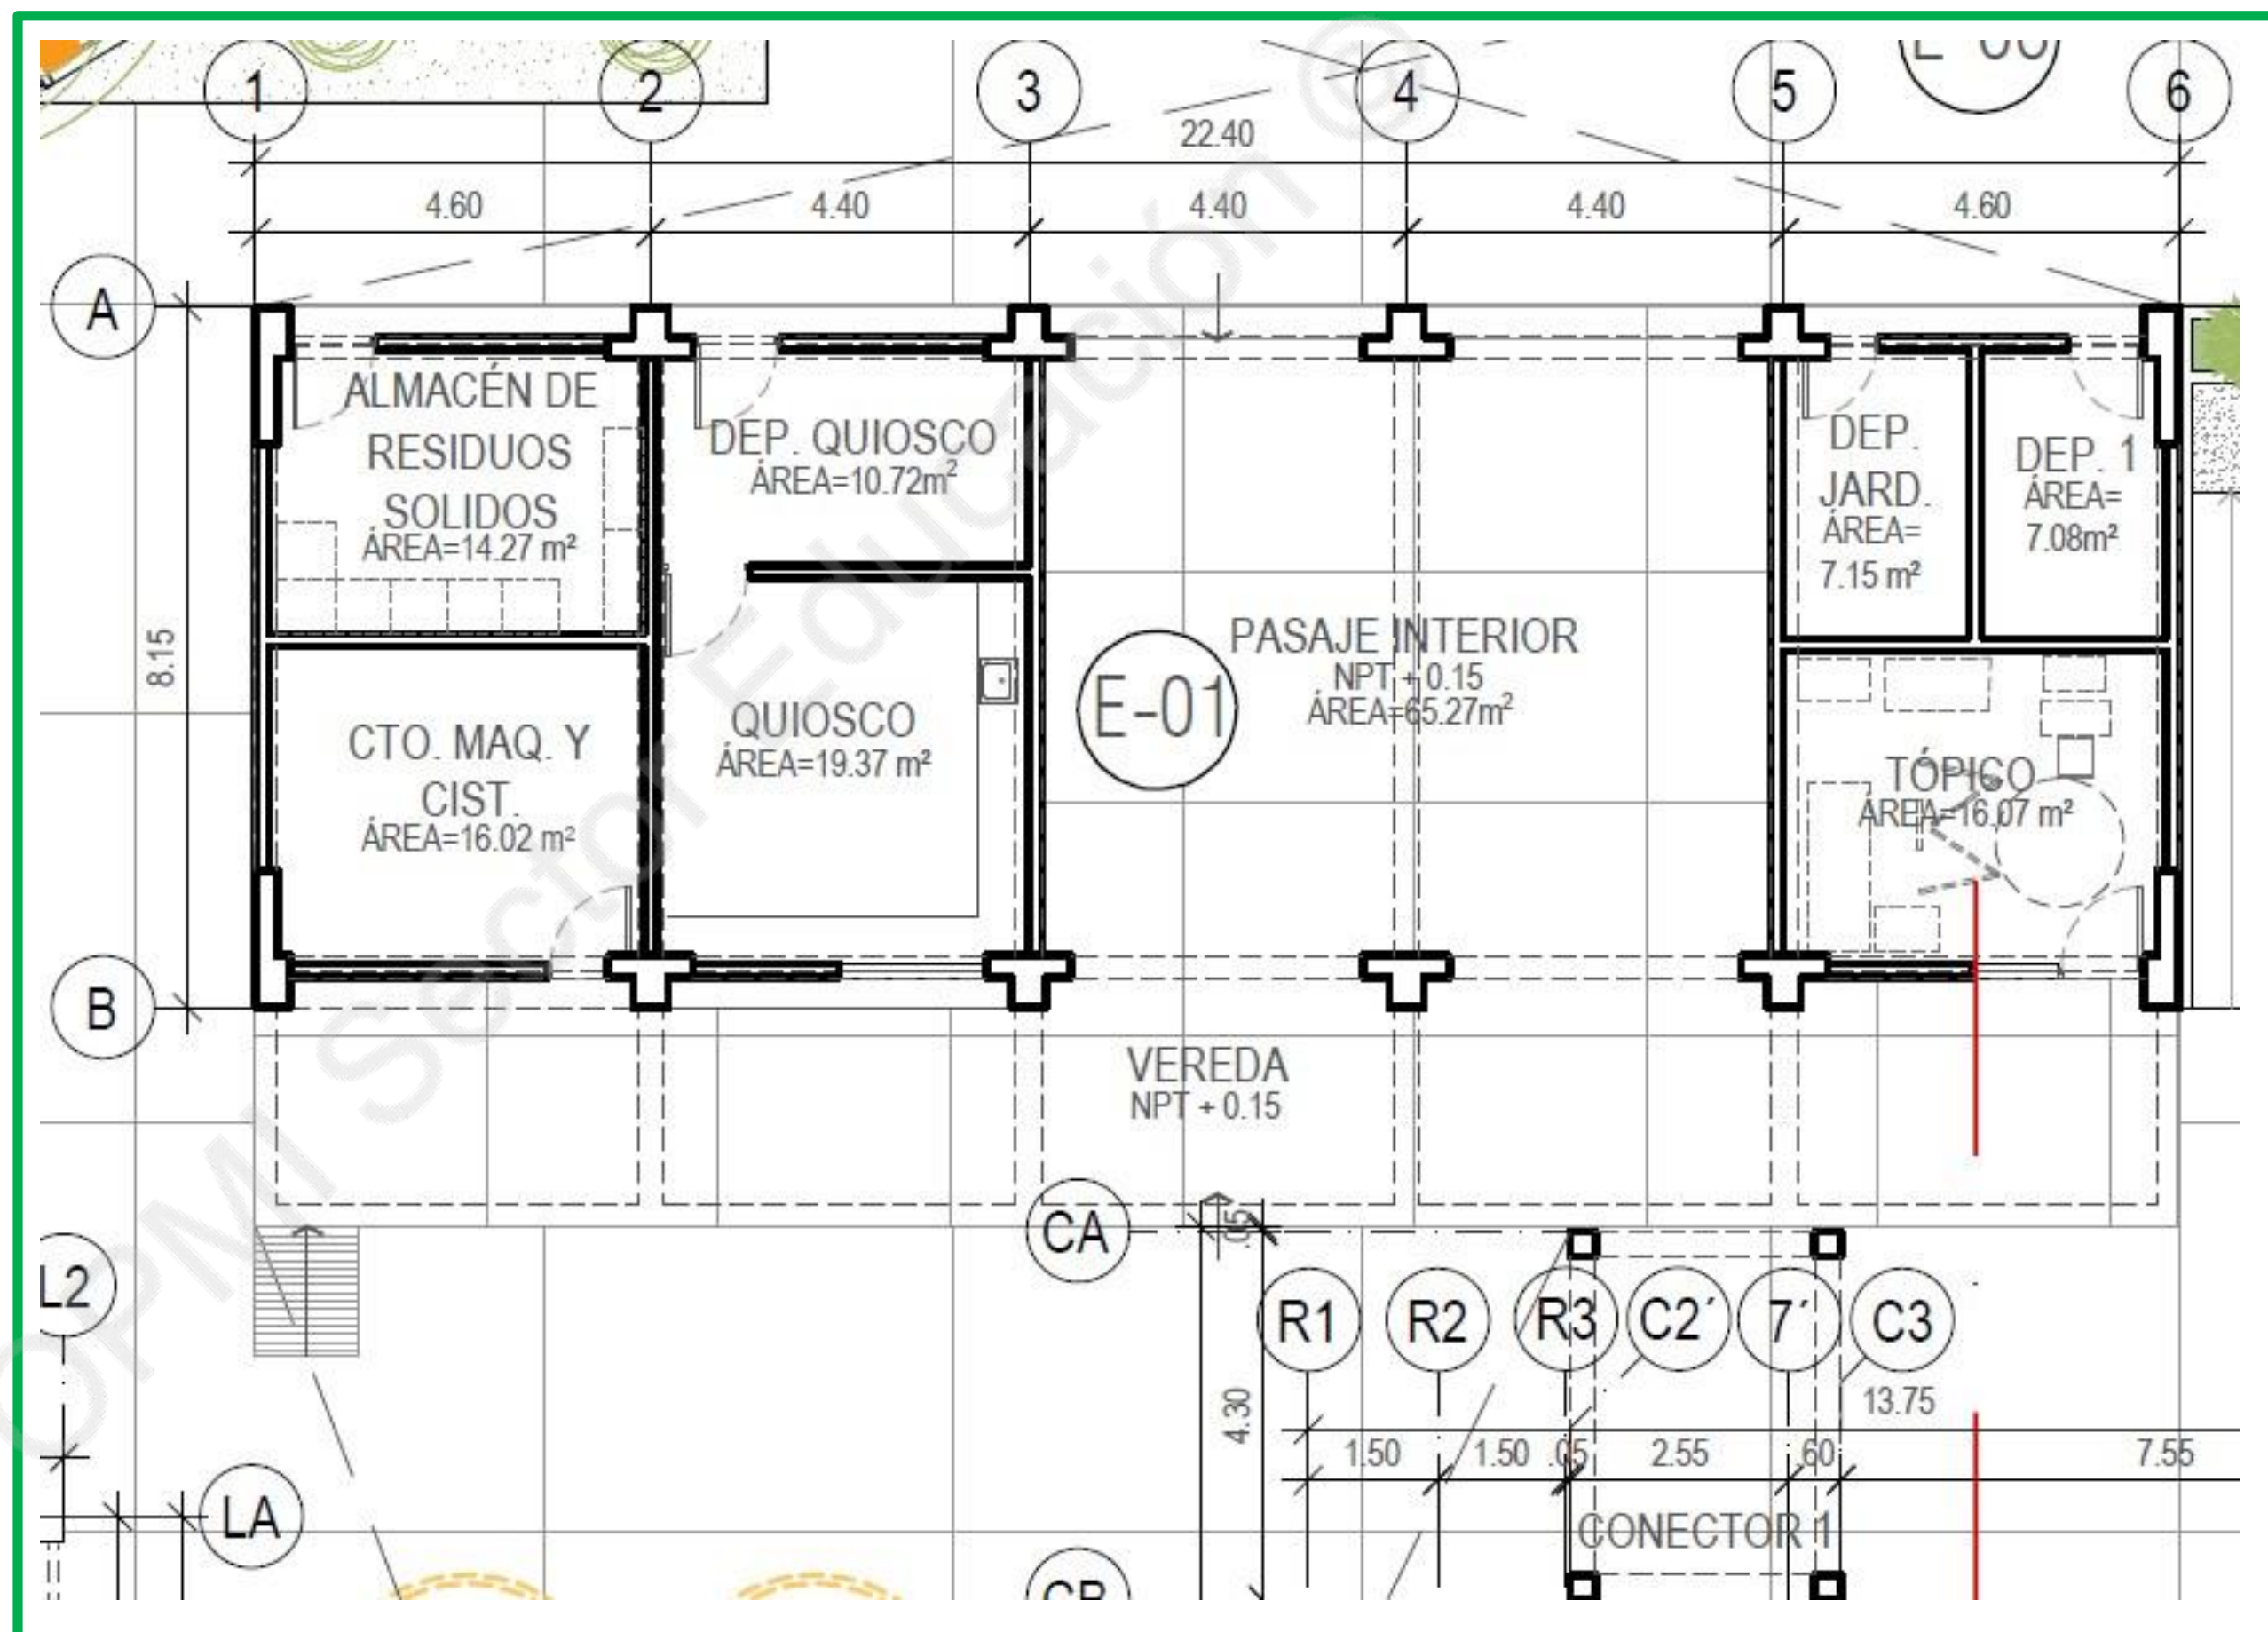 1
2
3
4
5
6
22.40
4.60
4.40
4.40
4.40
4.60
A
8.15
B
ALMACÉN DE
RESIDUOS
SOLIDOS
ÁREA=14.27 m²
DEP. QUIOSCO
ÁREA=10.72m²
DEP.
JARD.
ÁREA=
7.15 m²
DEP. 1
ÁREA=
7.08m²
CTO. MAQ. Y
CIST.
ÁREA=16.02 m²
QUIOSCO
ÁREA=19.37 m²
E-01
PASAJE INTERIOR
NPT + 0.15
ÁREA=65.27m²
TÓPICO
ÁREA=16.07 m²
VEREDA
NPT + 0.15
CA
.05
L2
R1
R2
R3
C2´
7´
C3
4.30
13.75
1.50
1.50
.05
2.55
.60
7.55
LA
CONECTOR 1
OPMI Sector Educación ®